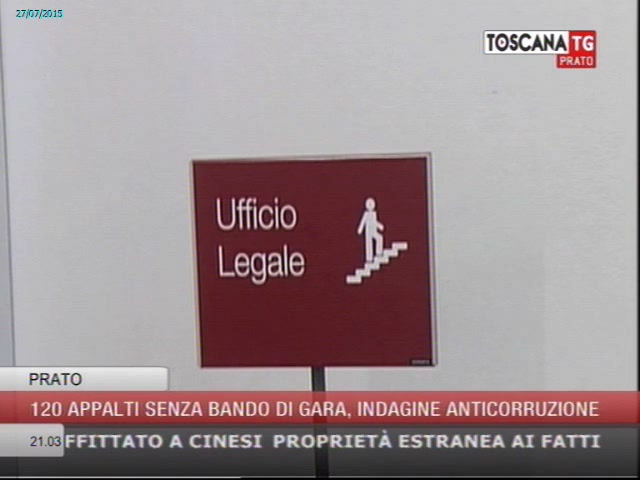 27/07/2015
TOSCANA TG
PRATO
Ufficio
Legale
PRATO
120 APPALTI SENZA BANDO DI GARA, INDAGINE ANTICORRUZIONE
21.03 FFITTATO A CINESI PROPRIETÀ ESTRANEA AI FATTI